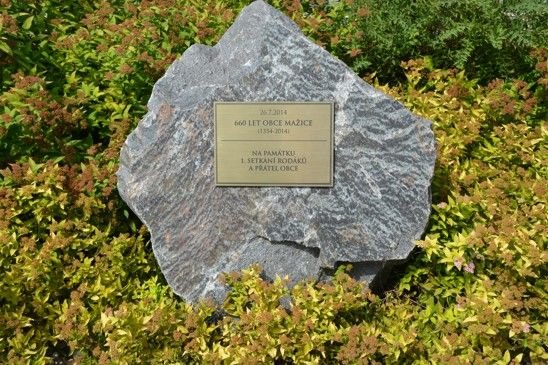 26.7.2014
660 LET OBCE MAŽICE
(1354-2014)
NA PAMÁTKU
1. SETKÁNÍ RODÁKŮ
A PŘÁTEL OBCE